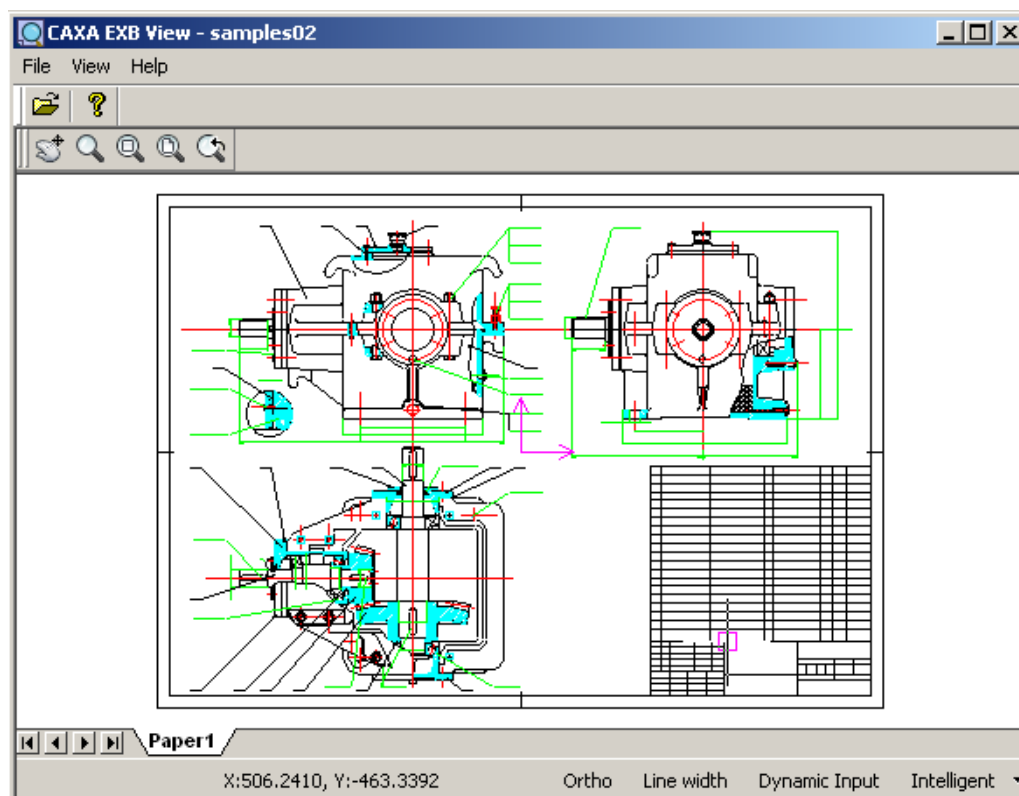 CAXA EXB View - samples02
File View Help
Paper1
X:506.2410, Y:-463.3392 Ortho Line width Dynamic Input Intelligent